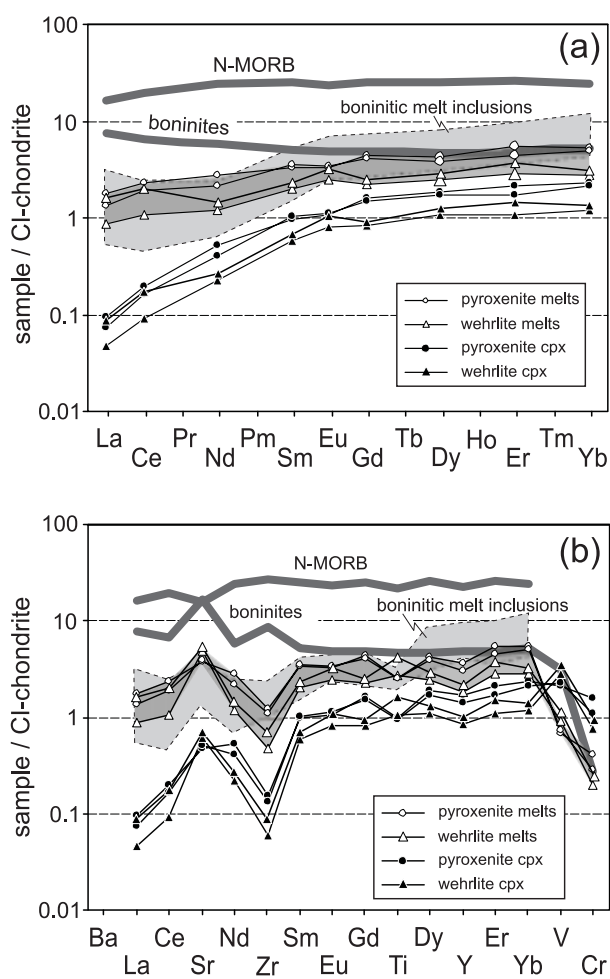 100
(a)
N-MORB
boninitic melt inclusions
10
boninites
sample / CI-chondrite
1
pyroxenite melts
wehrlite melts
0.1
pyroxenite cpx
wehrlite cpx
0.01
La Pr Pm Eu Tb Ho Tm
Ce Nd Sm Gd Dy Er Yb
100
(b)
N-MORB
boninitic melt inclusions
10
boninites
sample / CI-chondrite
1
pyroxenite melts
wehrlite melts
0.1
pyroxenite cpx
wehrlite cpx
0.01
Ba Ce Nd Sm Gd Dy Er V
La Sr Zr Eu Ti Y Yb Cr